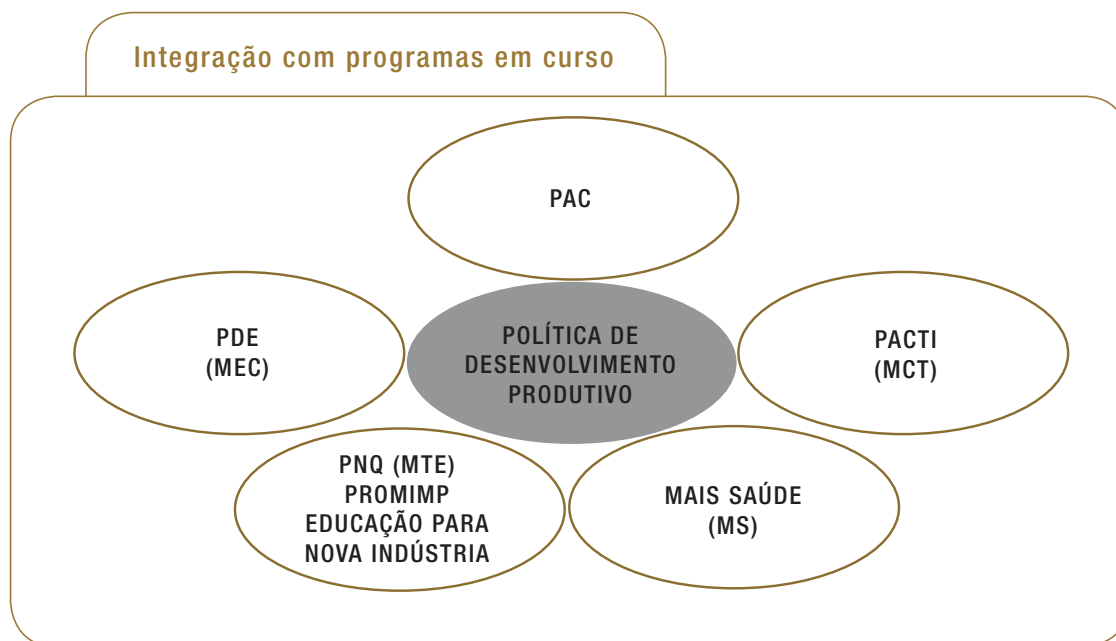 Integração com programas em curso
PAC
PDE
(MEC)
POLÍTICA DE
DESENVOLVIMENTO
PRODUTIVO
PACTI
(MCT)
PNQ (MTE)
PROMIMP
EDUCAÇÃO PARA
NOVA INDÚSTRIA
MAIS SAÚDE
(MS)